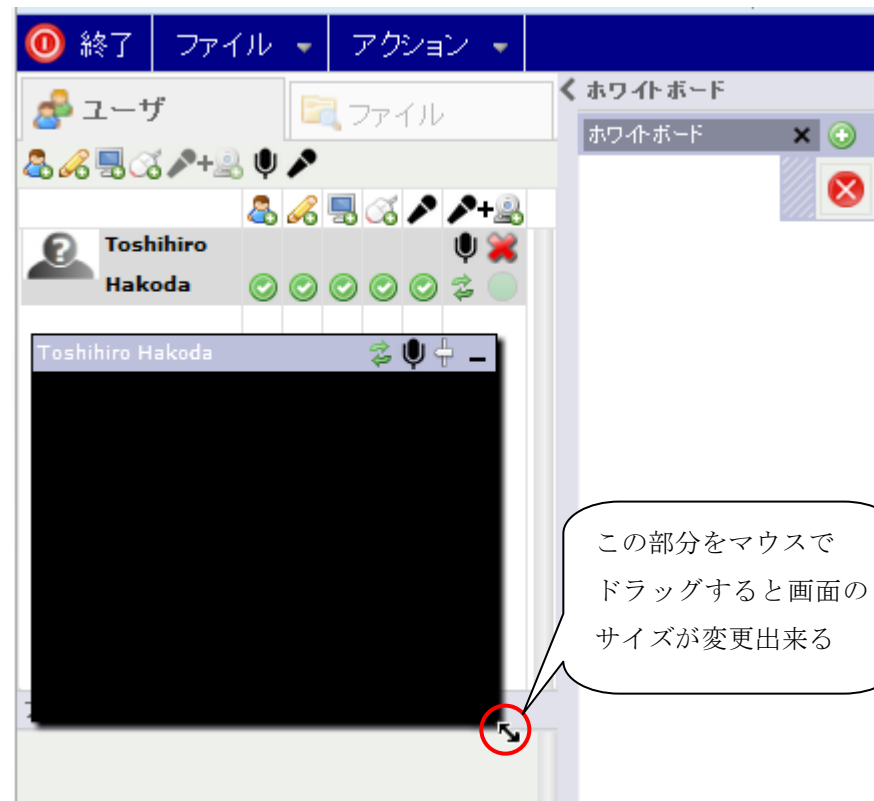 終了 ファイル アクション
ユーザ ファイル
ホワイトボード
ホワイトボード
Toshihiro
Hakoda
Toshihiro Hakoda
この部分をマウスで
ドラッグすると画面の
サイズが変更出来る